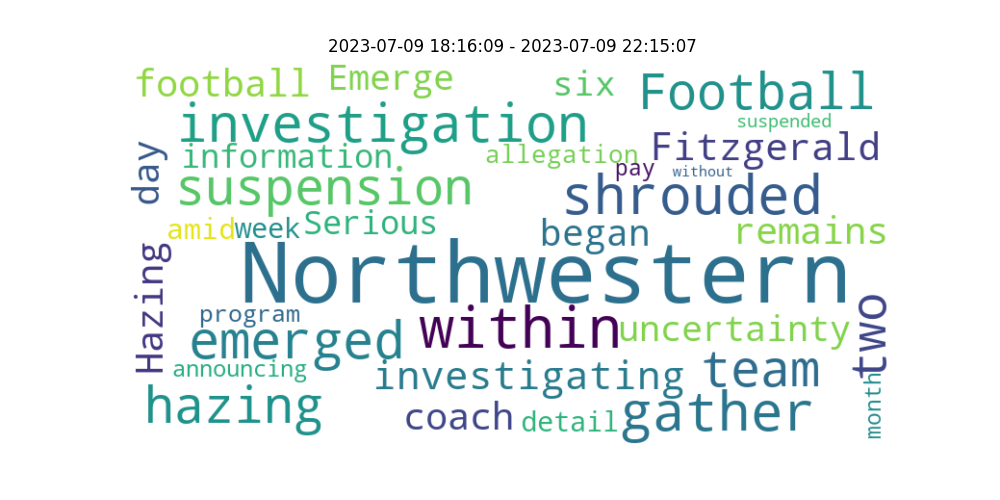 2023-07-09 18:16:09 - 2023-07-09 22:15:07
football Emerge six Football
investigation suspended
information allegation Fitzgerald
day suspension pay without
shrouded
amid week Serious began remains
Hazing Northwestern
program within uncertainty two
emerged
announcing investigating team
hazing coach detail gather month